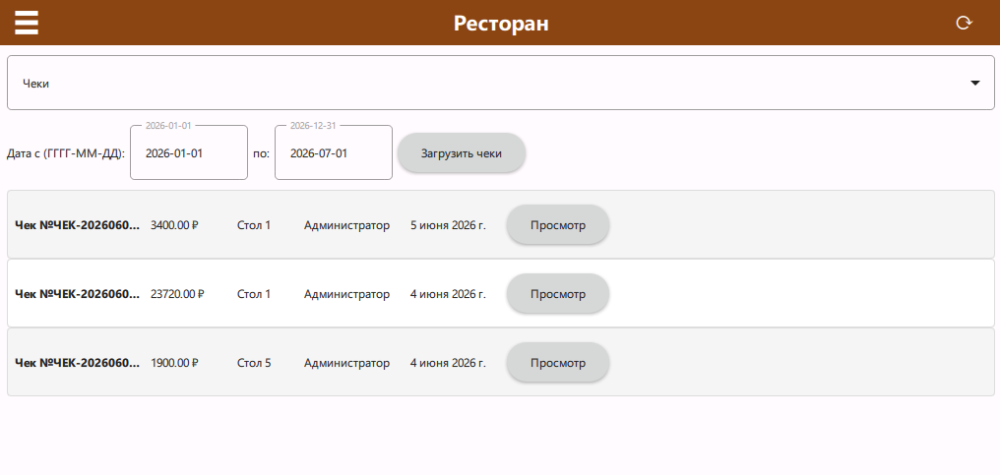 Ресторан
Чеки
2026-01-01 2026-12-31
Дата с (ГГГГ-ММ-ДД): 2026-01-01 по: 2026-07-01 Загрузить чеки
Чек №ЧЕК-2026060... 3400.00 ₽ Стол 1 Администратор 5 июня 2026 г. Просмотр
Чек №ЧЕК-2026060... 23720.00 ₽ Стол 1 Администратор 4 июня 2026 г. Просмотр
Чек №ЧЕК-2026060... 1900.00 ₽ Стол 5 Администратор 4 июня 2026 г. Просмотр